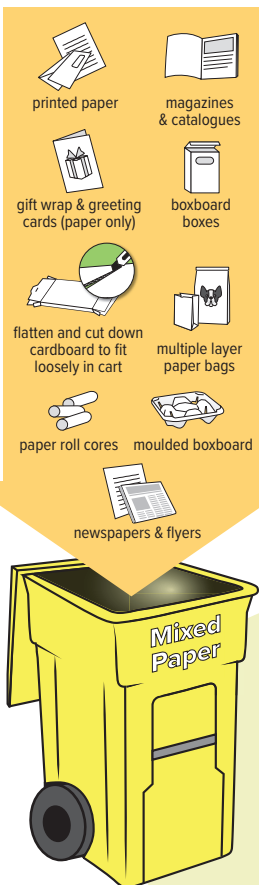 printed paper
magazines
& catalogues
gift wrap & greeting
cards (paper only)
boxboard
boxes
flatten and cut down
cardboard to fit
loosely in cart
multiple layer
paper bags
paper roll cores
moulded boxboard
newspapers & flyers
Mixed
Paper